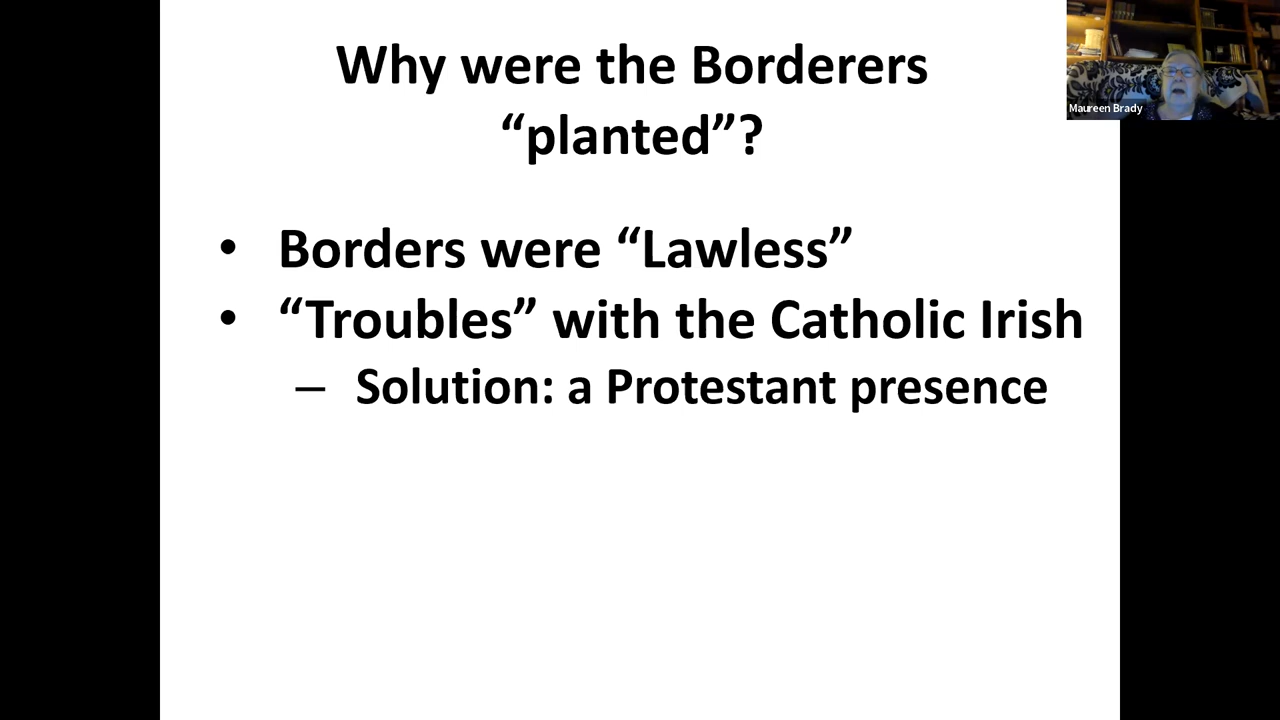 Why were the Borderers
“planted”?
• Borders were “Lawless”
• “Troubles” with the Catholic Irish
– Solution: a Protestant presence
Maureen Brady